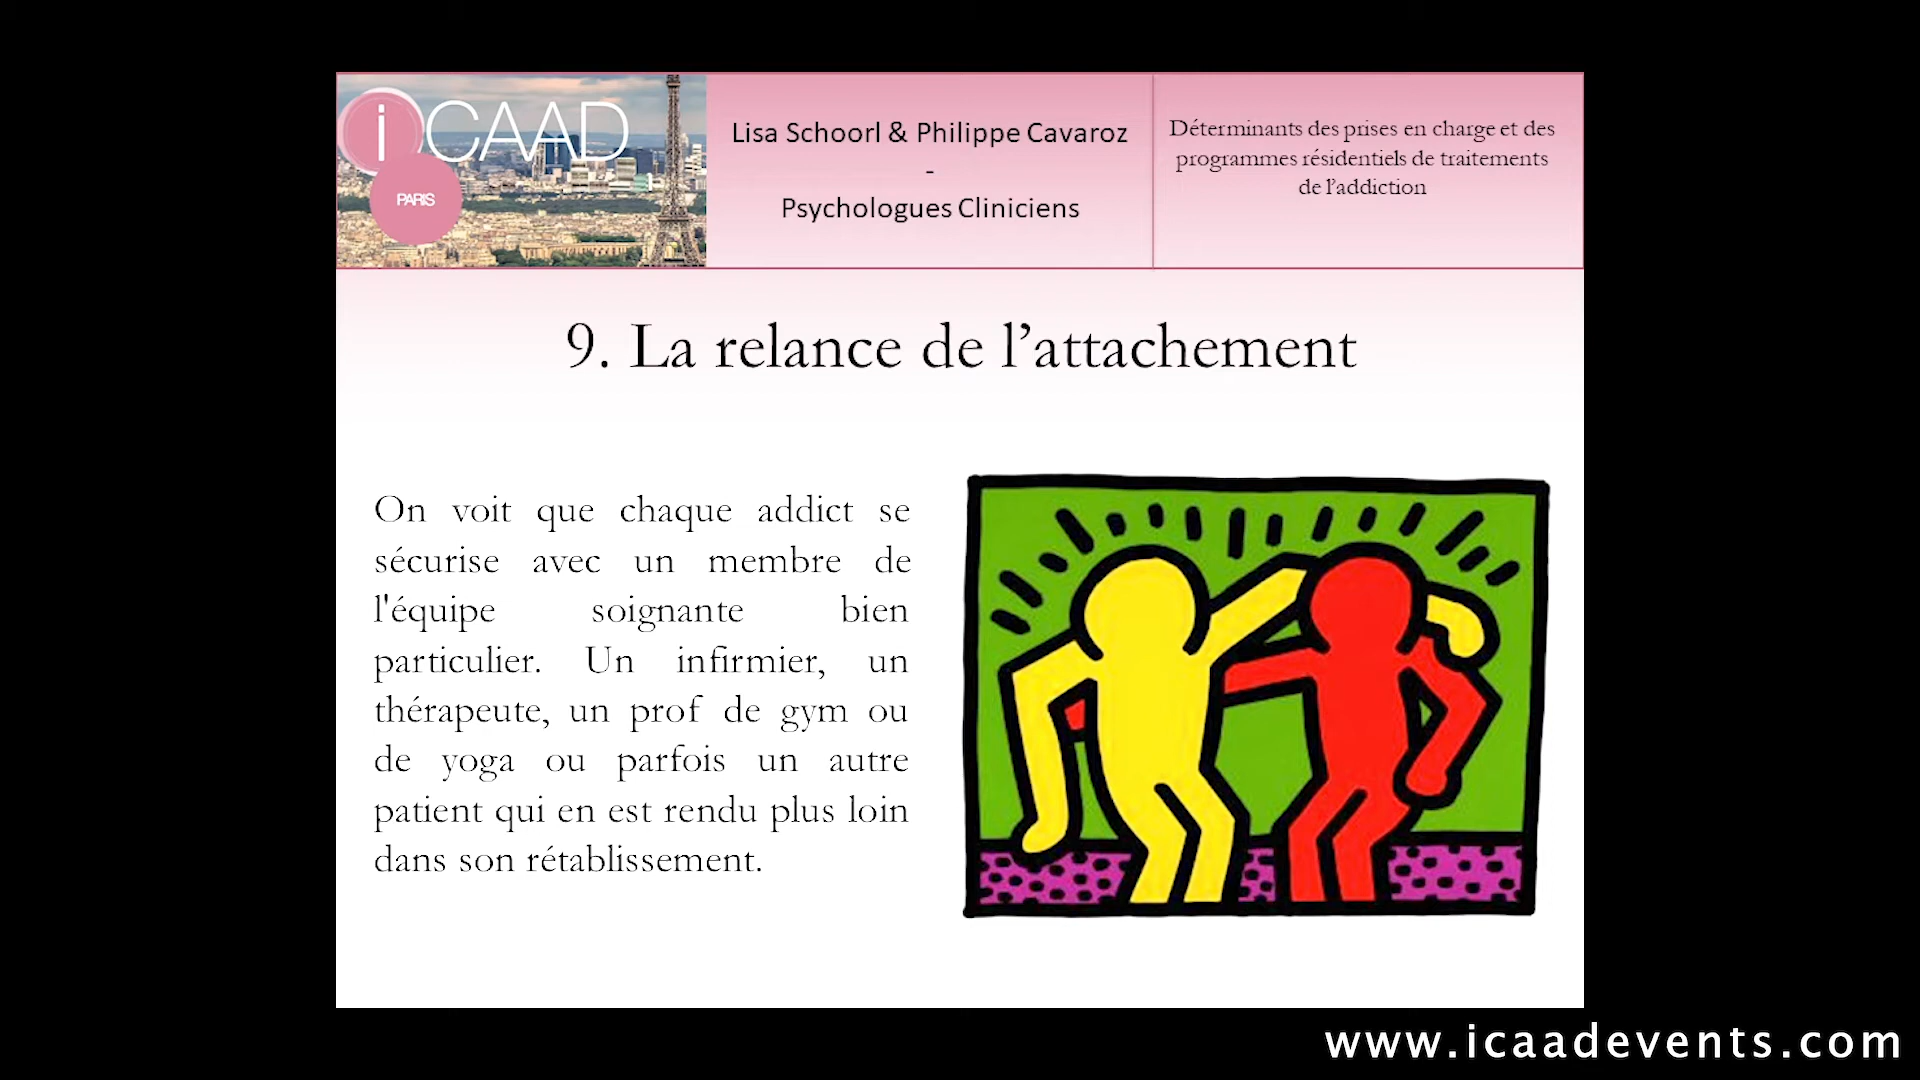 iCAAD
PARIS
Lisa Schoorl & Philippe Cavaroz
-
Psychologues Cliniciens
Déterminants des prises en charge et des
programmes résidentiels de traitements
de l’addiction
9. La relance de l’attachement
On voit que chaque addict se
sécurise avec un membre de
l'équipe soignante bien
particulier. Un infirmier, un
thérapeute, un prof de gym ou
de yoga ou parfois un autre
patient qui en est rendu plus loin
dans son rétablissement.
www.icaadevents.com